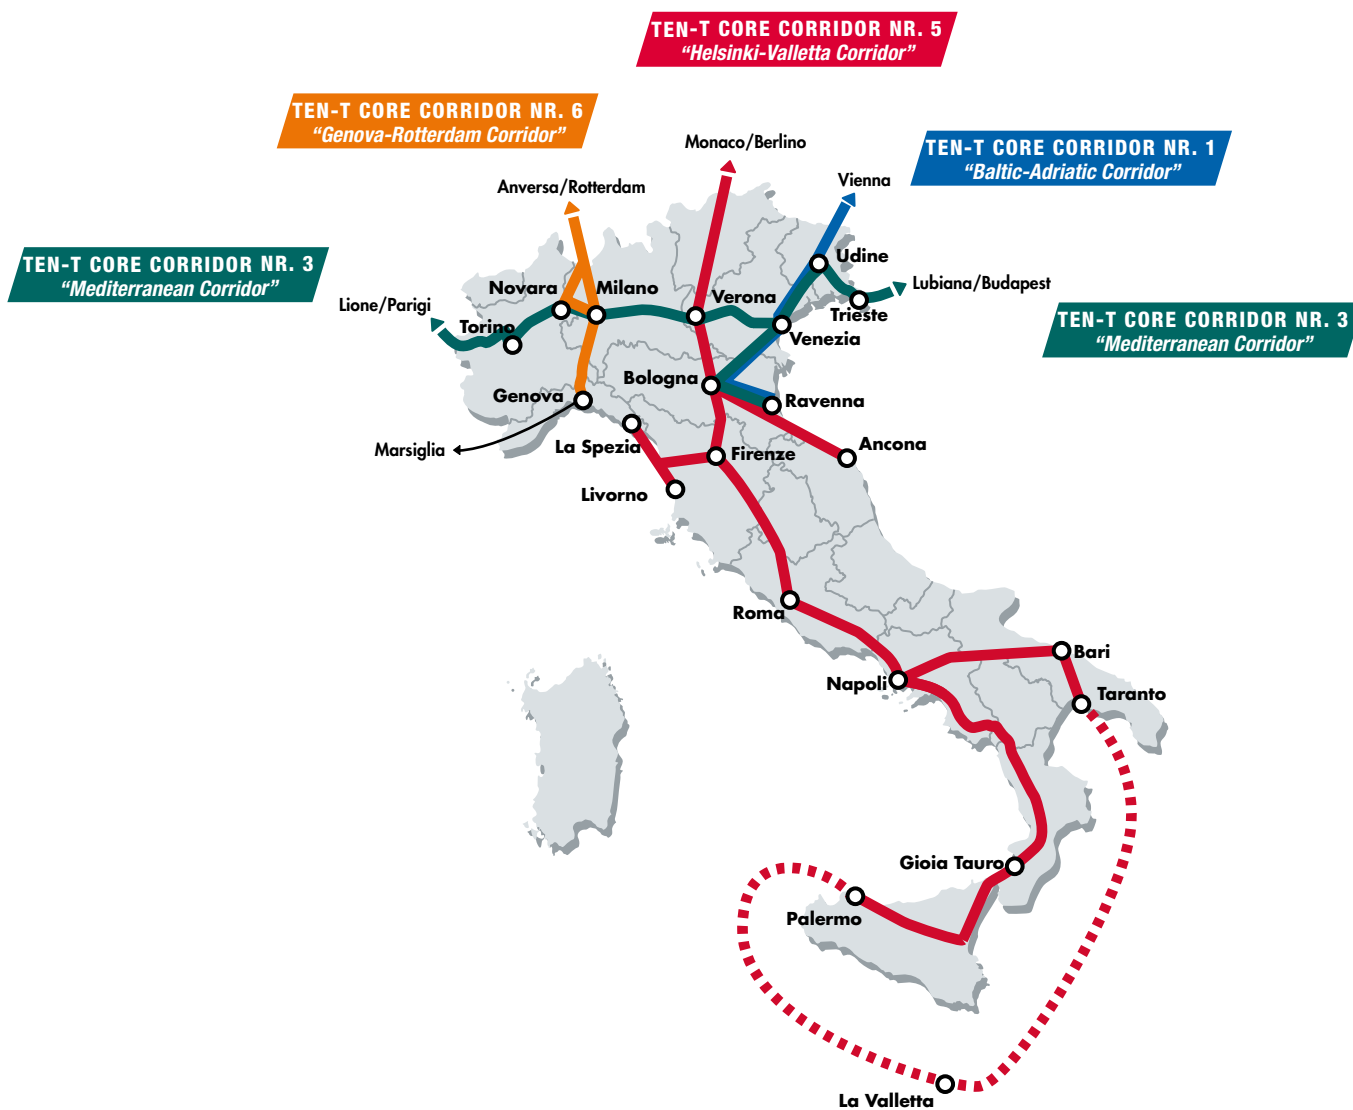 TEN-T CORE CORRIDOR NR. 5
“Helsinki-Valletta Corridor”
TEN-T CORE CORRIDOR NR. 6
“Genova-Rotterdam Corridor”
Monaco/Berlino
TEN-T CORE CORRIDOR NR. 1
“Baltic-Adriatic Corridor”
Anversa/Rotterdam
Vienna
TEN-T CORE CORRIDOR NR. 3
“Mediterranean Corridor”
Udine
Lubiana/Budapest
Novara
Milano
Verona
Lione/Parigi
Trieste
TEN-T CORE CORRIDOR NR. 3
“Mediterranean Corridor”
Torino
Venezia
Bologna
Genova
Ravenna
Marsiglia
La Spezia
Firenze
Ancona
Livorno
Roma
Bari
Napoli
Taranto
Gioia Tauro
Palermo
La Valletta